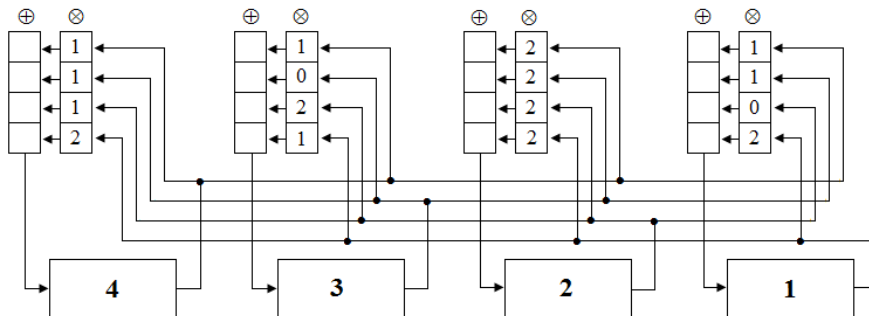 ⊕ ⊗ ⊕ ⊗ ⊕ ⊗ ⊕ ⊗
1 1 2 1
1 0 2 1
1 2 2 0
2 1 2 2
4 3 2 1